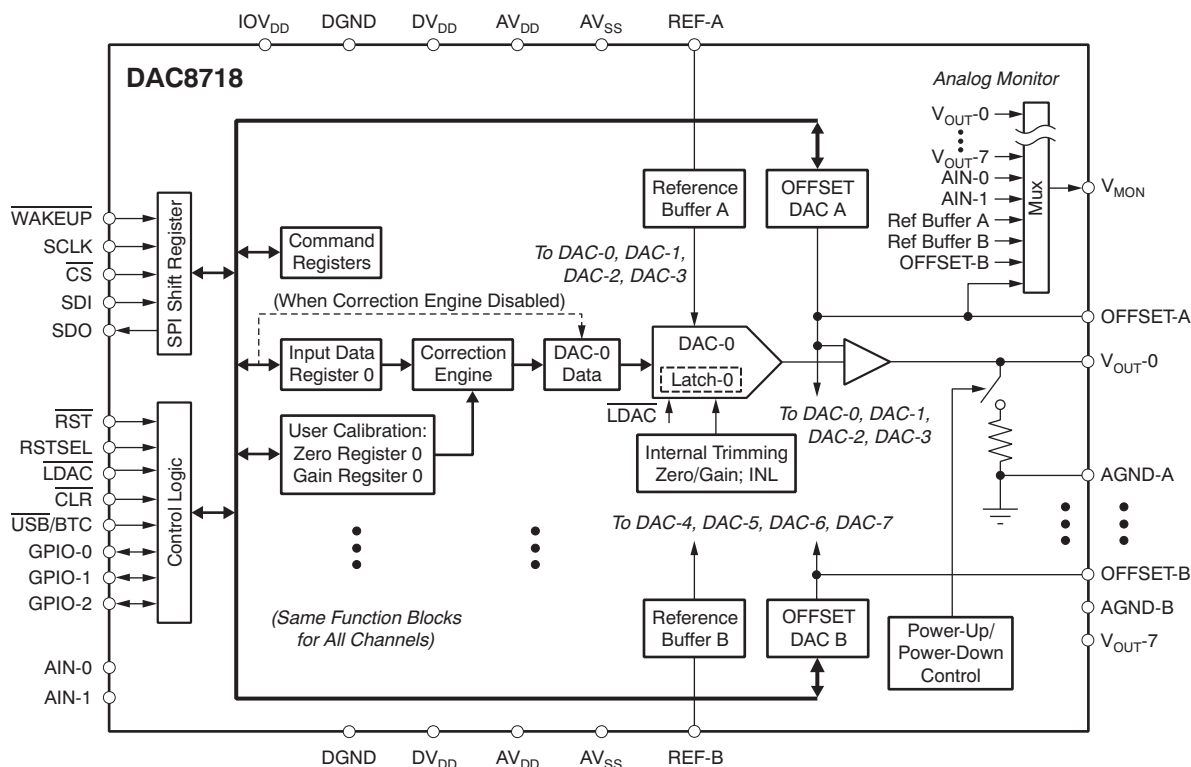 IOVDD
DGND
DVDD
AVDD
AVSS
REF-A
DAC8718
Analog Monitor
VOUT-0
VOUT-7
AIN-0
AIN-1
Ref Buffer A
Ref Buffer B
OFFSET-B
Mux
VMON
Reference
Buffer A
OFFSET
DAC A
WAKEUP
SCLK
CS
SDI
SDO
SPI Shift Register
Command
Registers
To DAC-0, DAC-1,
DAC-2, DAC-3
(When Correction Engine Disabled)
OFFSET-A
Input Data
Register 0
Correction
Engine
DAC-0
Data
DAC-0
Latch-0
VOUT-0
LDAC
To DAC-0, DAC-1,
DAC-2, DAC-3
RST
RSTSEL
LDAC
CLR
USB/BTC
GPIO-0
GPIO-1
GPIO-2
Control Logic
User Calibration:
Zero Register 0
Gain Regsiter 0
Internal Trimming
Zero/Gain; INL
AGND-A
To DAC-4, DAC-5, DAC-6, DAC-7
OFFSET-B
AGND-B
VOUT-7
(Same Function Blocks
for All Channels)
Reference
Buffer B
OFFSET
DAC B
Power-Up/
Power-Down
Control
AIN-0
AIN-1
DGND
DVDD
AVDD
AVSS
REF-B